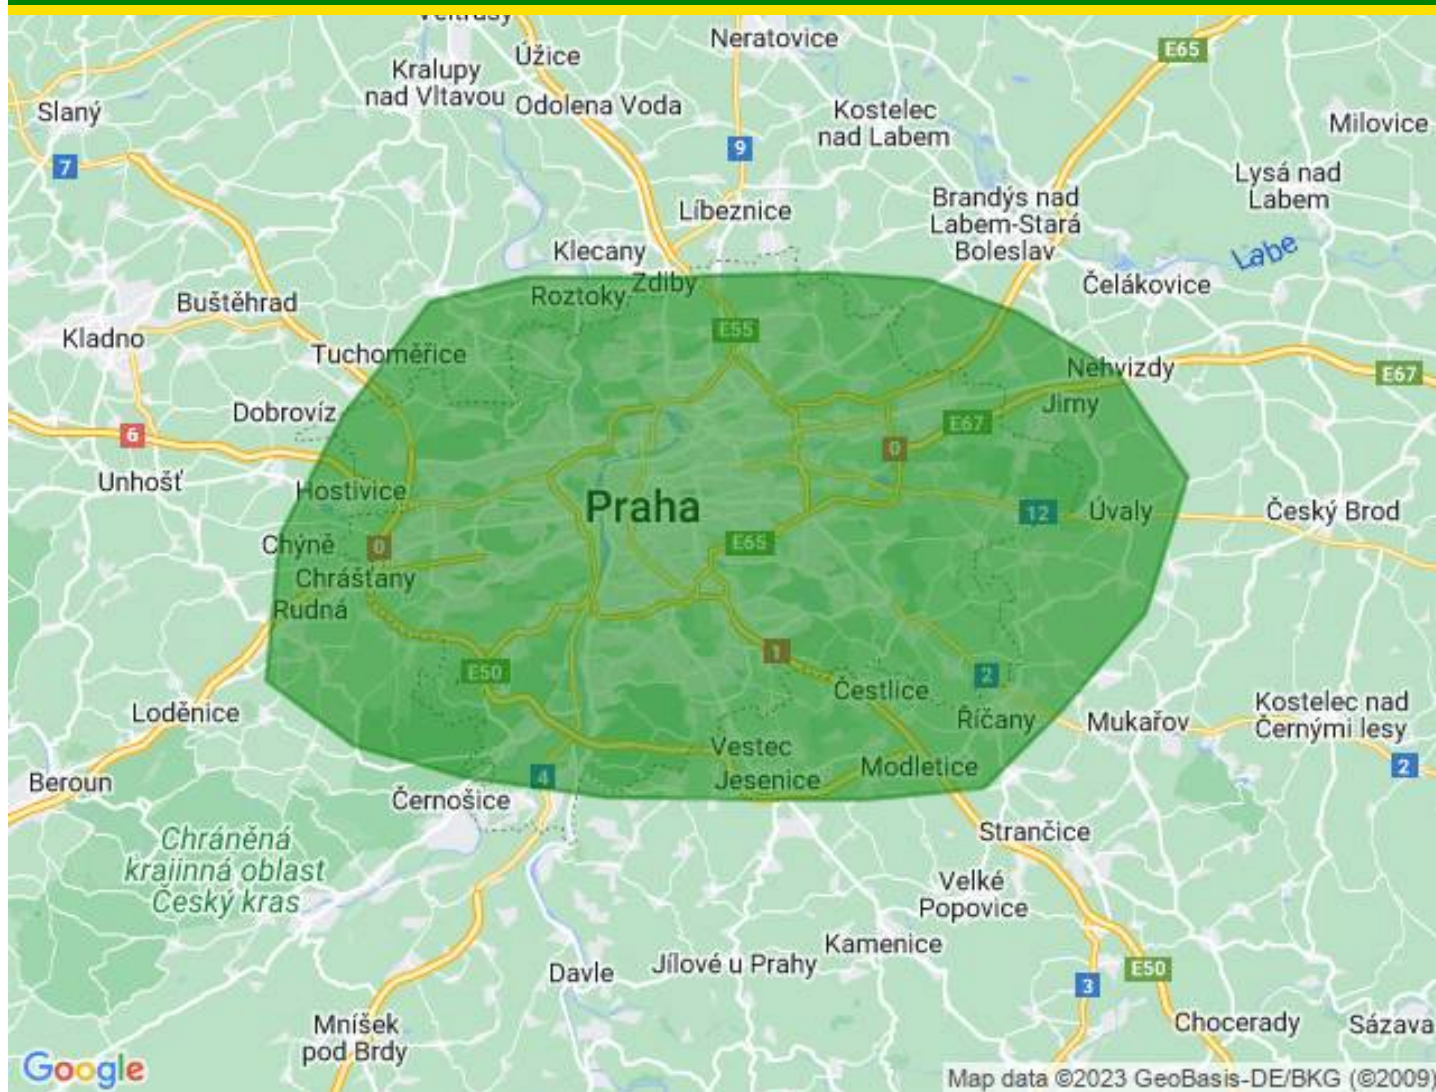 Veltrusy
Neratovice
E65
Úžice
Kralupy
nad Vltavou
Slaný
Odolena Voda
Kostelec
nad Labem
Milovice
9
7
Lysá nad
Labem
Brandýs nad
Labem-Stará
Boleslav
Líbeznice
Klecany
Labe
Zdiby
Čelákovice
Roztoky
Buštěhrad
E55
Kladno
Tuchoměřice
Nehvizdy
E67
Jirny
Dobrovíz
E67
6
0
Unhošť
Hostivice
Praha
12
Úvaly
Český Brod
Chýně
0
E65
Chrášťany
Rudná
1
E50
2
Čestlice
Kostelec nad
Černými lesy
Loděnice
Říčany
Mukařov
Vestec
Modletice
2
Beroun
4
Jesenice
Černošice
Chráněná
krajinná oblast
Český kras
Strančice
Velké
Popovice
Kamenice
Davle
Jílové u Prahy
E50
3
Mníšek
pod Brdy
Chocerady
Sázava
Google
Map data ©2023 GeoBasis-DE/BKG (©2009)